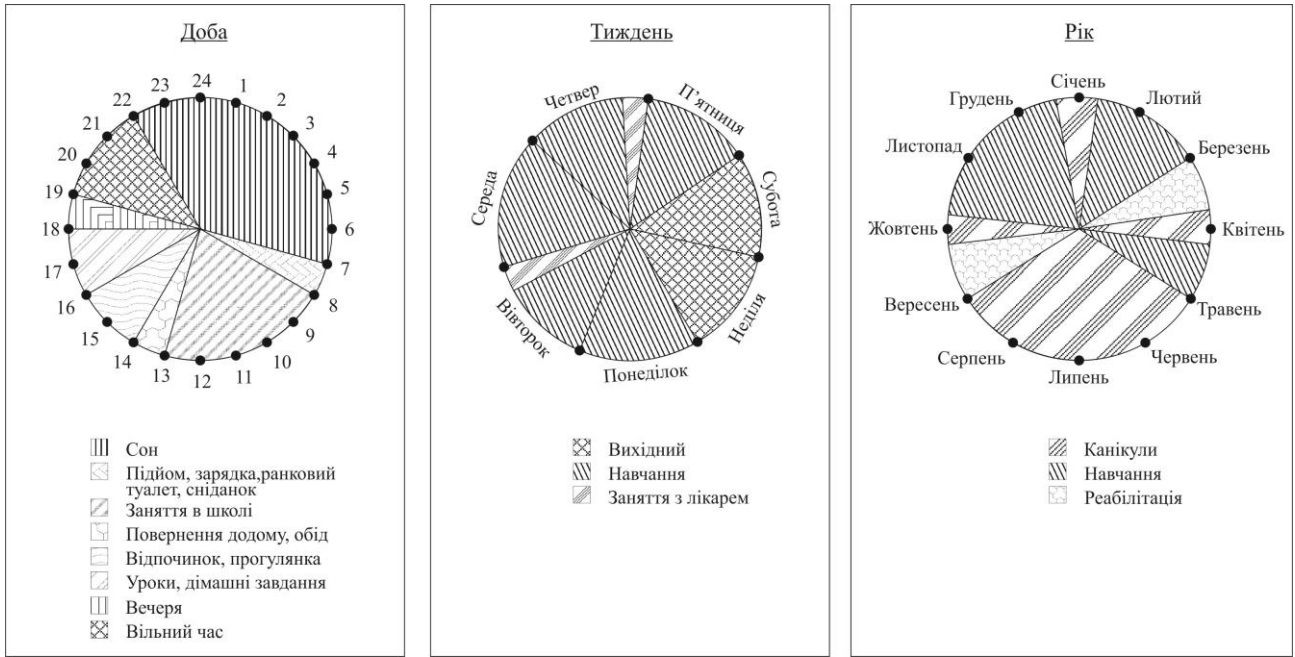 Доба
24
1
2
3
4
5
6
7
8
9
10
11
12
13
14
15
16
17
18
19
20
21
22
23
Сон
Підйом, зарядка,ранковий
туалет, сніданок
Заняття в школі
Повернення додому, обід
Відпочинок, прогулянка
Уроки, дімашні завдання
Вечеря
Вільний час
Тиждень
Четвер
П’ятниця
Субота
Неділя
Понеділок
Вівторок
Середа
Вихідний
Навчання
Заняття з лікарем
Рік
Січень
Лютий
Березень
Квітень
Травень
Червень
Липень
Серпень
Вересень
Жовтень
Листопад
Грудень
Канікули
Навчання
Реабілітація